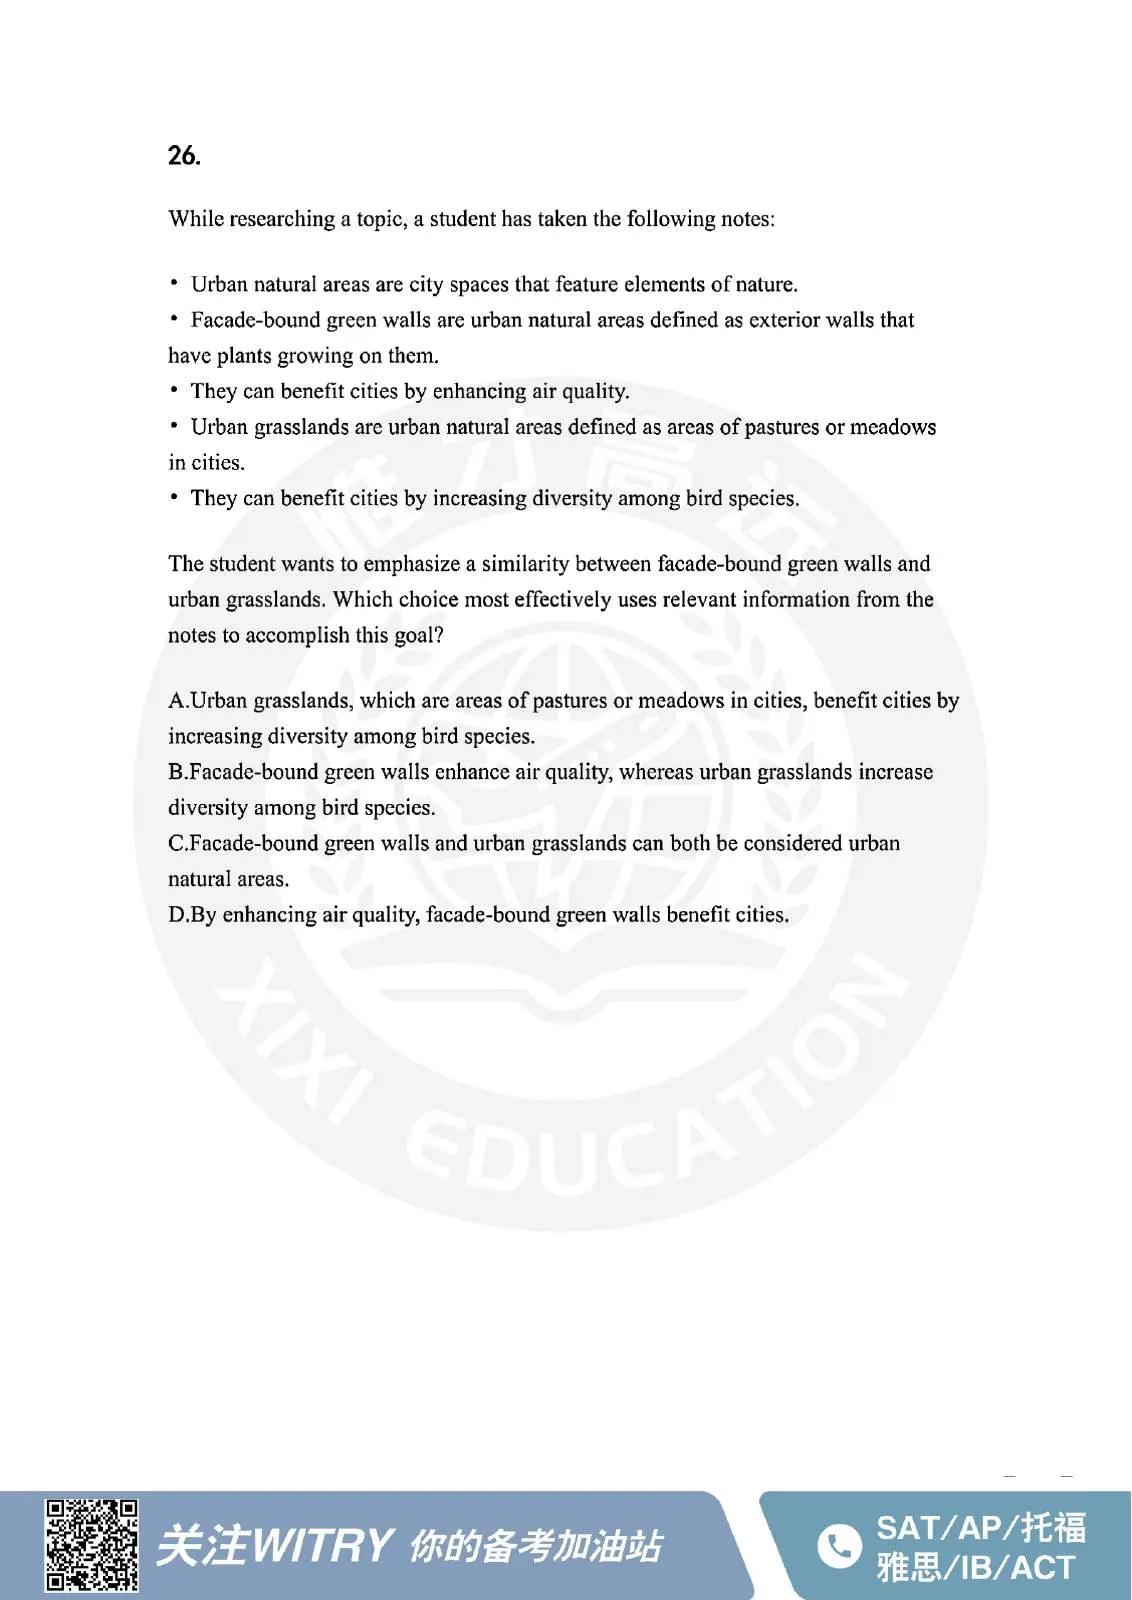 26.
While researching a topic, a student has taken the following notes:
• Urban natural areas are city spaces that feature elements of nature.
• Facade-bound green walls are urban natural areas defined as exterior walls that
have plants growing on them.
• They can benefit cities by enhancing air quality.
• Urban grasslands are urban natural areas defined as areas of pastures or meadows
in cities.
• They can benefit cities by increasing diversity among bird species.
The student wants to emphasize a similarity between facade-bound green walls and
urban grasslands. Which choice most effectively uses relevant information from the
notes to accomplish this goal?
A.Urban grasslands, which are areas of pastures or meadows in cities, benefit cities by
increasing diversity among bird species.
B.Facade-bound green walls enhance air quality, whereas urban grasslands increase
diversity among bird species.
C.Facade-bound green walls and urban grasslands can both be considered urban
natural areas.
D.By enhancing air quality, facade-bound green walls benefit cities.
惟力高远
XIXI EDUCATION
关注WITRY 你的备考加油站
SAT/AP/托福
雅思/IB/ACT